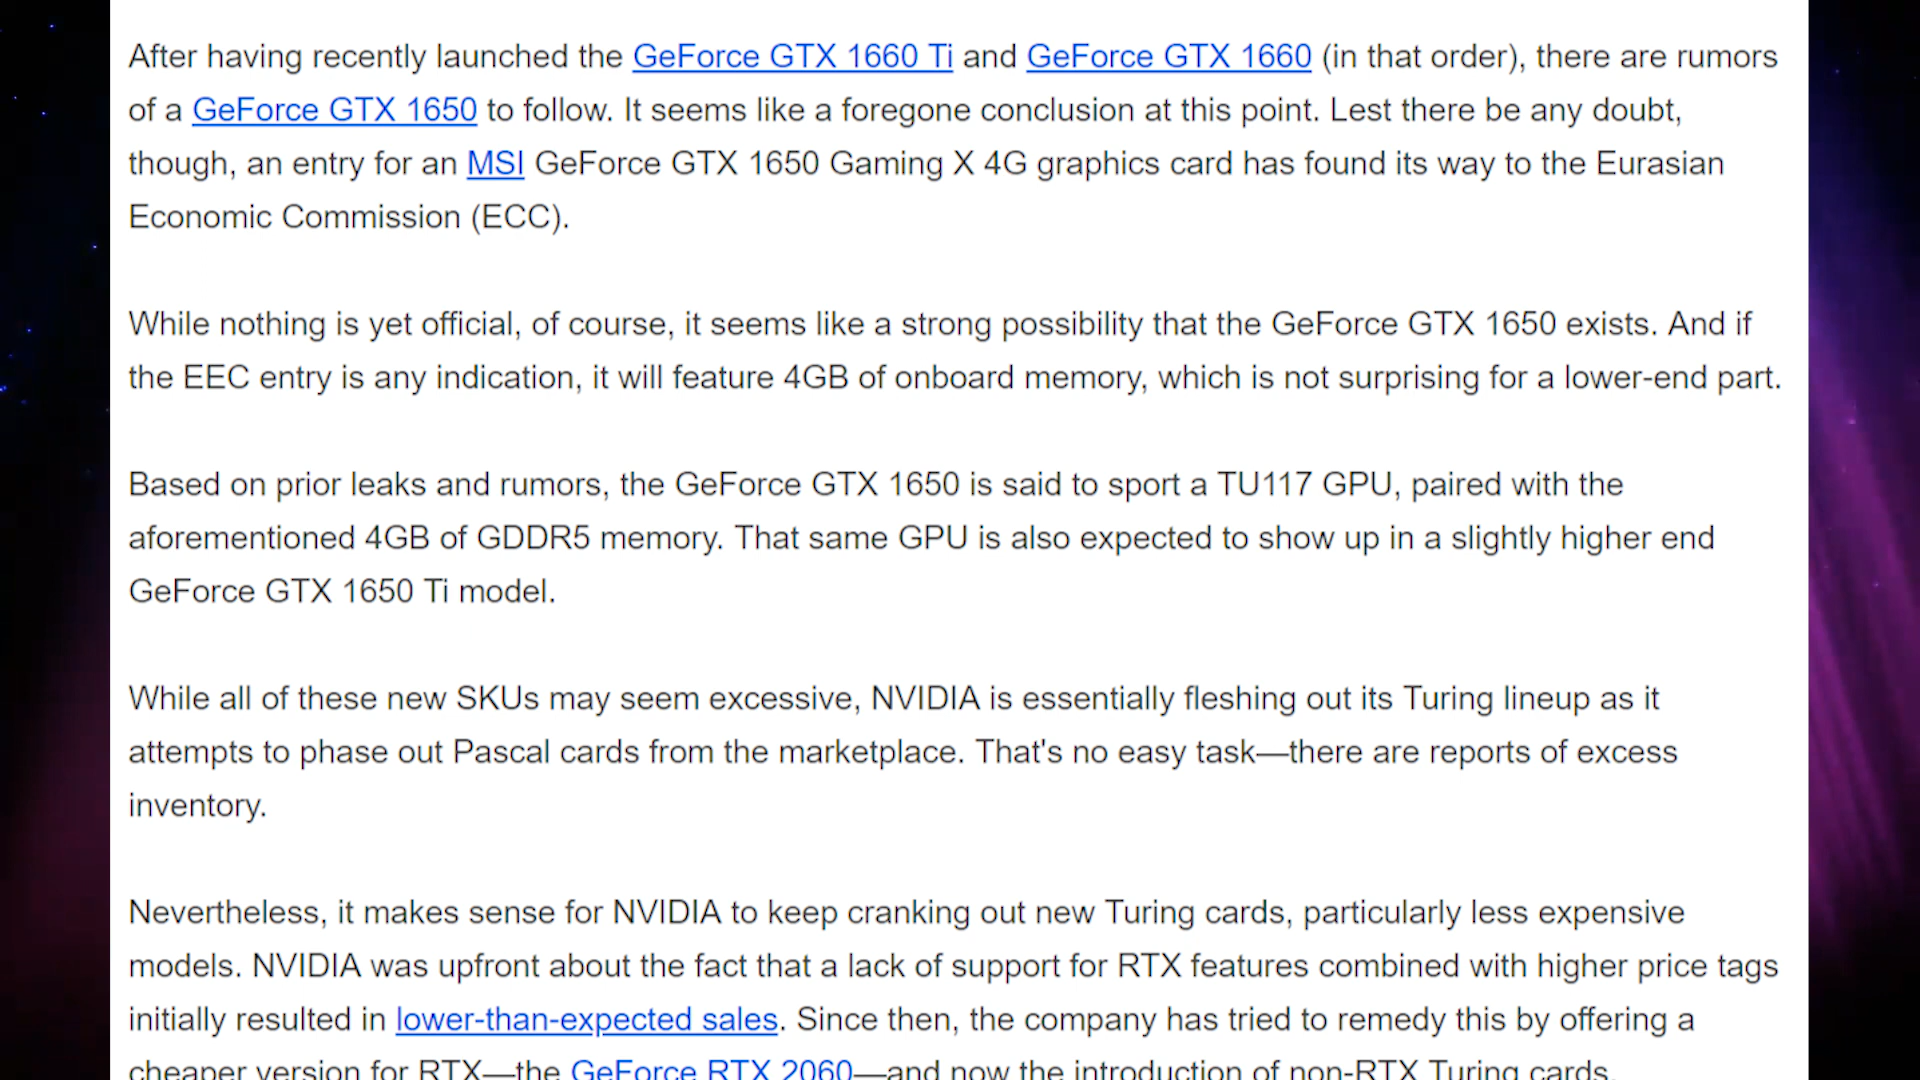 After having recently launched the GeForce GTX 1660 Ti and GeForce GTX 1660 (in that order), there are rumors
of a GeForce GTX 1650 to follow. It seems like a foregone conclusion at this point. Lest there be any doubt,
though, an entry for an MSI GeForce GTX 1650 Gaming X 4G graphics card has found its way to the Eurasian
Economic Commission (ECC).
While nothing is yet official, of course, it seems like a strong possibility that the GeForce GTX 1650 exists. And if
the EEC entry is any indication, it will feature 4GB of onboard memory, which is not surprising for a lower-end part.
Based on prior leaks and rumors, the GeForce GTX 1650 is said to sport a TU117 GPU, paired with the
aforementioned 4GB of GDDR5 memory. That same GPU is also expected to show up in a slightly higher end
GeForce GTX 1650 Ti model.
While all of these new SKUs may seem excessive, NVIDIA is essentially fleshing out its Turing lineup as it
attempts to phase out Pascal cards from the marketplace. That's no easy task—there are reports of excess
inventory.
Nevertheless, it makes sense for NVIDIA to keep cranking out new Turing cards, particularly less expensive
models. NVIDIA was upfront about the fact that a lack of support for RTX features combined with higher price tags
initially resulted in lower-than-expected sales. Since then, the company has tried to remedy this by offering a
cheaper version for RTX—the GeForce RTX 2060—and now the introduction of non-RTX Turing cards.